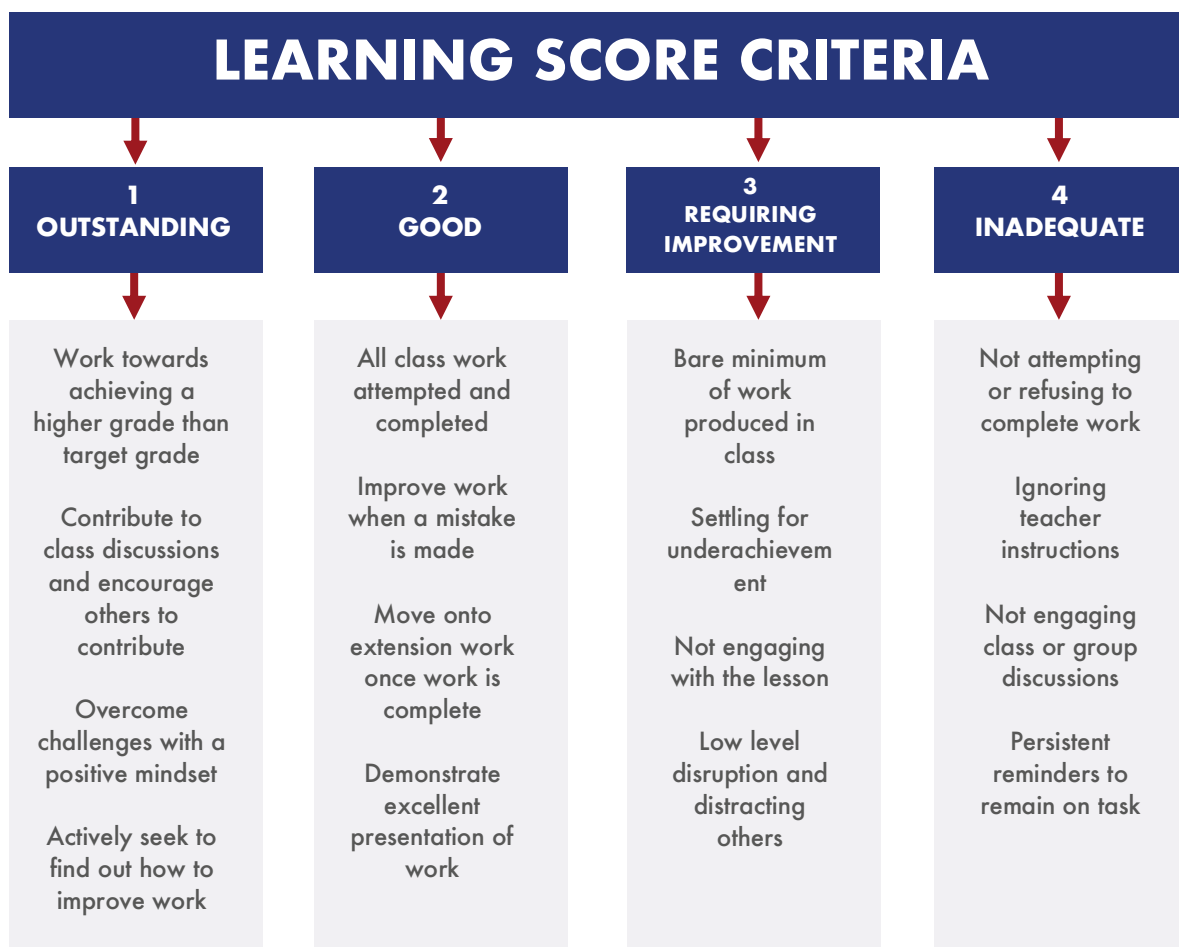 LEARNING SCORE CRITERIA
1
OUTSTANDING
Work towards
achieving a
higher grade than
target grade
Contribute to
class discussions
and encourage
others to
contribute
Overcome
challenges with a
positive mindset
Actively seek to
find out how to
improve work
2
GOOD
All class work
attempted and
completed
Improve work
when a mistake
is made
Move onto
extension work
once work is
complete
Demonstrate
excellent
presentation of
work
3
REQUIRING
IMPROVEMENT
Bare minimum
of work
produced in
class
Settling for
underachievem
ent
Not engaging
with the lesson
Low level
disruption and
distracting
others
4
INADEQUATE
Not attempting
or refusing to
complete work
Ignoring
teacher
instructions
Not engaging
class or group
discussions
Persistent
reminders to
remain on task